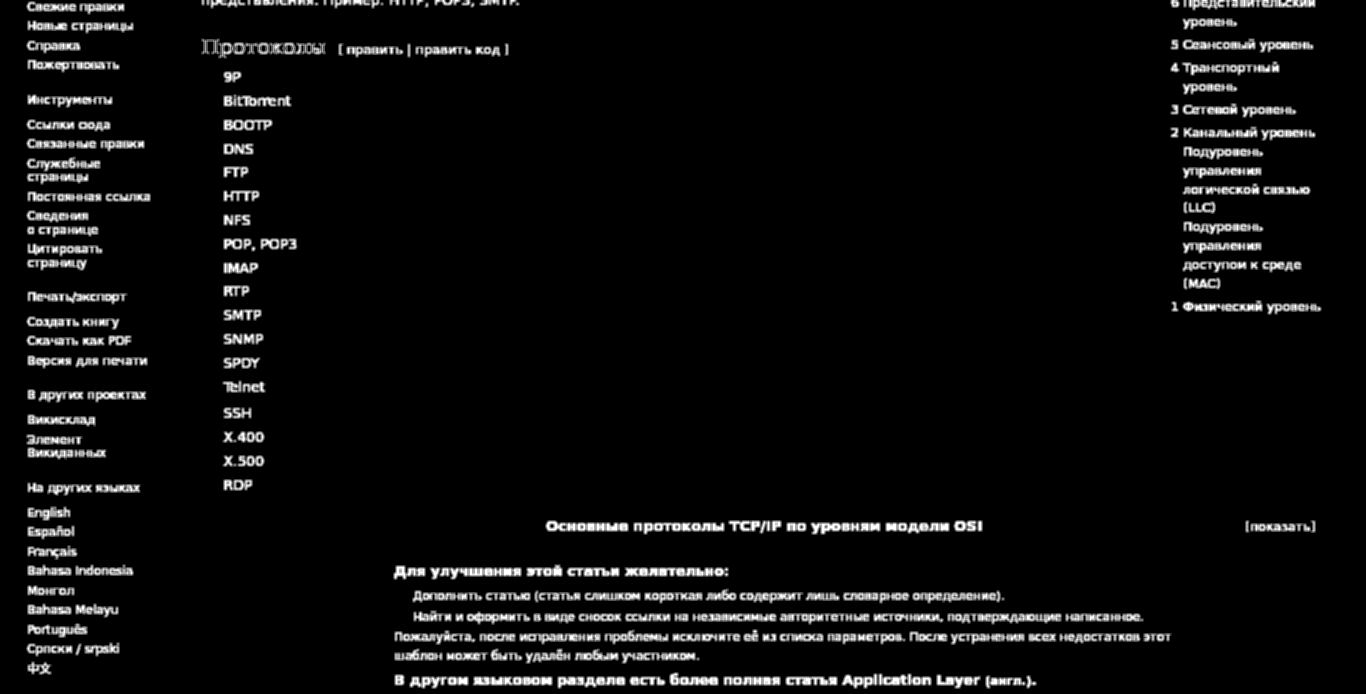 Свежие правки
Новые страницы
Справка
Пожертвовать
Инструменты
Ссылки сюда
Связанные правки
Служебные
страницы
Постоянная ссылка
Сведения
о странице
Цитировать
страницу
Печать/экспорт
Создать книгу
Скачать как PDF
Версия для печати
В других проектах
Викисклад
Элемент
Викиданных
На других языках
English
Español
Français
Bahasa Indonesia
Монгол
Bahasa Melayu
Português
Српски / srpski
中文
представления. Пример: HTTP, POP3, SMTP.
Протоколы [ править | править код ]
9P
BitTorrent
BOOTP
DNS
FTP
HTTP
NFS
POP, POP3
IMAP
RTP
SMTP
SNMP
SPDY
Telnet
SSH
X.400
X.500
RDP
6 Представительский
уровень
5 Сеансовый уровень
4 Транспортный
уровень
3 Сетевой уровень
2 Канальный уровень
Подуровень
управления
логической связью
(LLC)
Подуровень
управления
доступом к среде
(MAC)
1 Физический уровень
Основные протоколы TCP/IP по уровням модели OSI [показать]
Для улучшения этой статьи желательно:
Дополнить статью (статья слишком короткая либо содержит лишь словарное определение).
Найти и оформить в виде сносок ссылки на независимые авторитетные источники, подтверждающие написанное.
Пожалуйста, после исправления проблемы исключите её из списка параметров. После устранения всех недостатков этот
шаблон может быть удалён любым участником.
В другом языковом разделе есть более полная статья Application Layer (англ.).